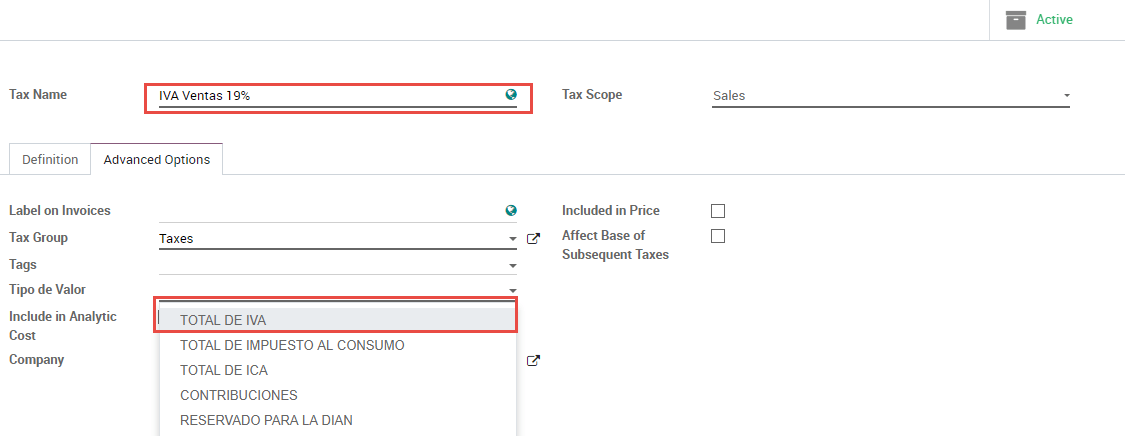 Active
Tax Name IVA Ventas 19% Tax Scope Sales
Definition Advanced Options
Label on Invoices Included in Price
Tax Group Taxes Affect Base of
Subsequent Taxes
Tags
Tipo de Valor
Include in Analytic
Cost
TOTAL DE IVA
TOTAL DE IMPUESTO AL CONSUMO
Company
TOTAL DE ICA
CONTRIBUCIONES
RESERVADO PARA LA DIAN